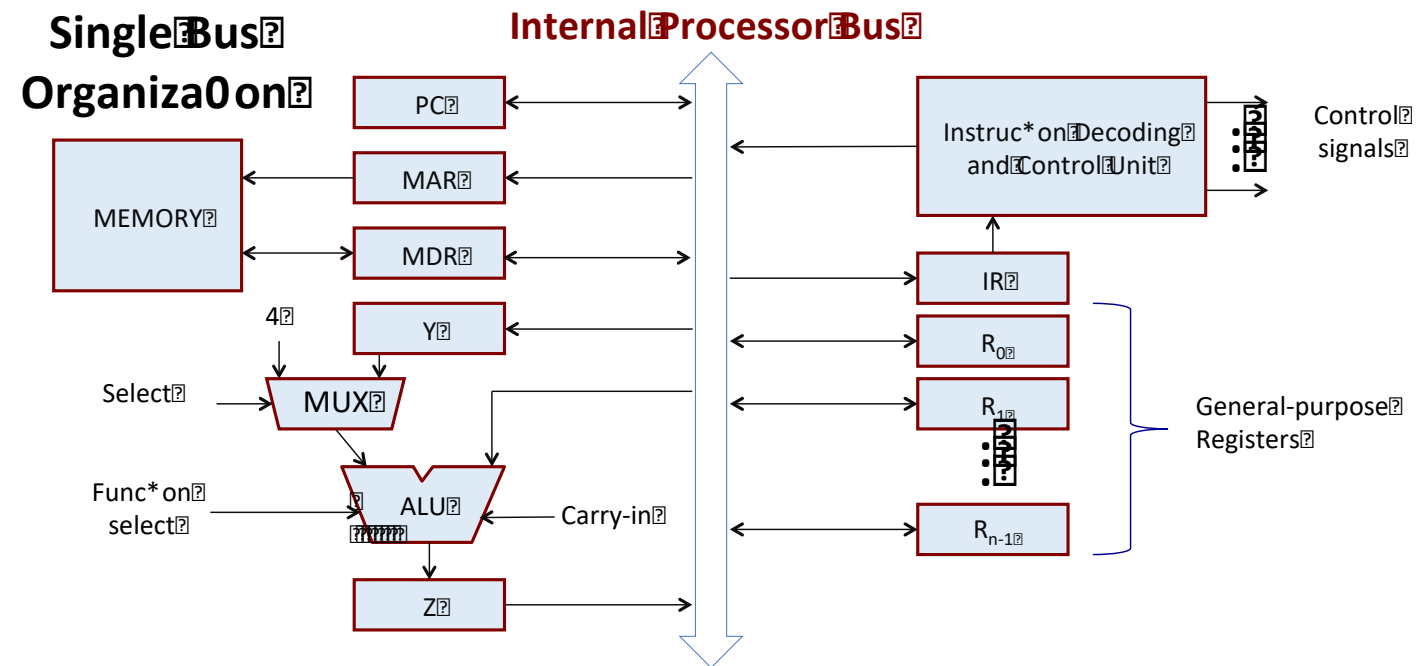 Single Bus
Organiza0on
Internal Processor Bus
PC
MAR
MEMORY
MDR
4
Y
Select
MUX
Func*on
select
ALU
Carry-in
Z
Instruc*on Decoding
and Control Unit
Control
signals
IR
R0
R1
General-purpose
Registers
Rn-1